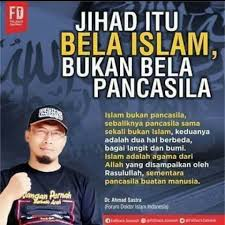 FD
JIHAD ITU
BELA ISLAM,
BUKAN BELA
PANCASILA
Islam bukan pancasila,
sebaliknya pancasila sama
sekali bukan Islam, keduanya
adalah dua hal berbeda,
bagai langit dan bumi.
Islam adalah agama dari
Allah yang disampaikan oleh
Rasulullah, sementara
pancasila buatan manusia.
Dr. Ahmad Sastra
(Forum Doktor Islam Indonesia)
Jangan Pernah